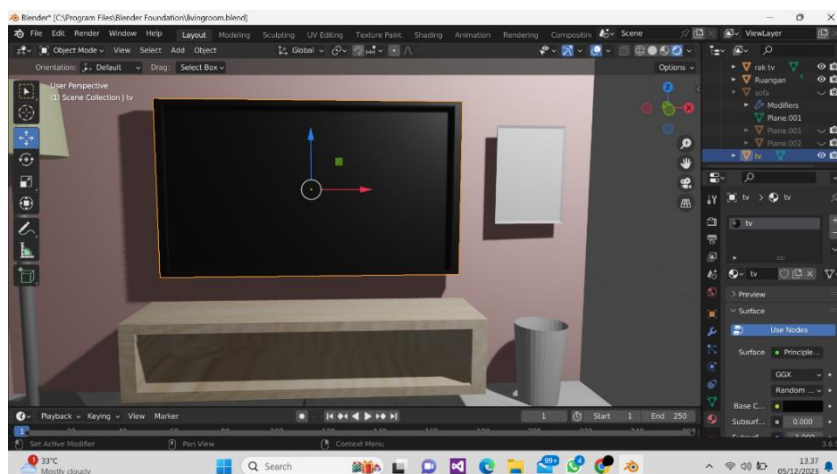 Blender* [C:\Program Files\Blender Foundation\livingroom.blend]
File Edit Render Window Help Layout Modeling Sculpting UV Editing Texture Paint Shading Animation Rendering Compositin Scene ViewLayer
Object Mode View Select Add Object Global
Orientation: Default Drag: Select Box Options
User Perspective
(1) Scene Collection | tv
rak tv
Ruangan
sofa
Modifiers
Plane.001
Plane.001
Plane.002
tv
tv > tv
tv
tv
Preview
Surface
Use Nodes
Surface Principle...
GGX
Random ...
Base C...
Subsurf... 0.000
Playback Keying View Marker 1 Start 1 End 250
1
Set Active Modifier Pan View Context Menu
33°C
Mostly cloudy
Search
99+
13.37
05/12/2023